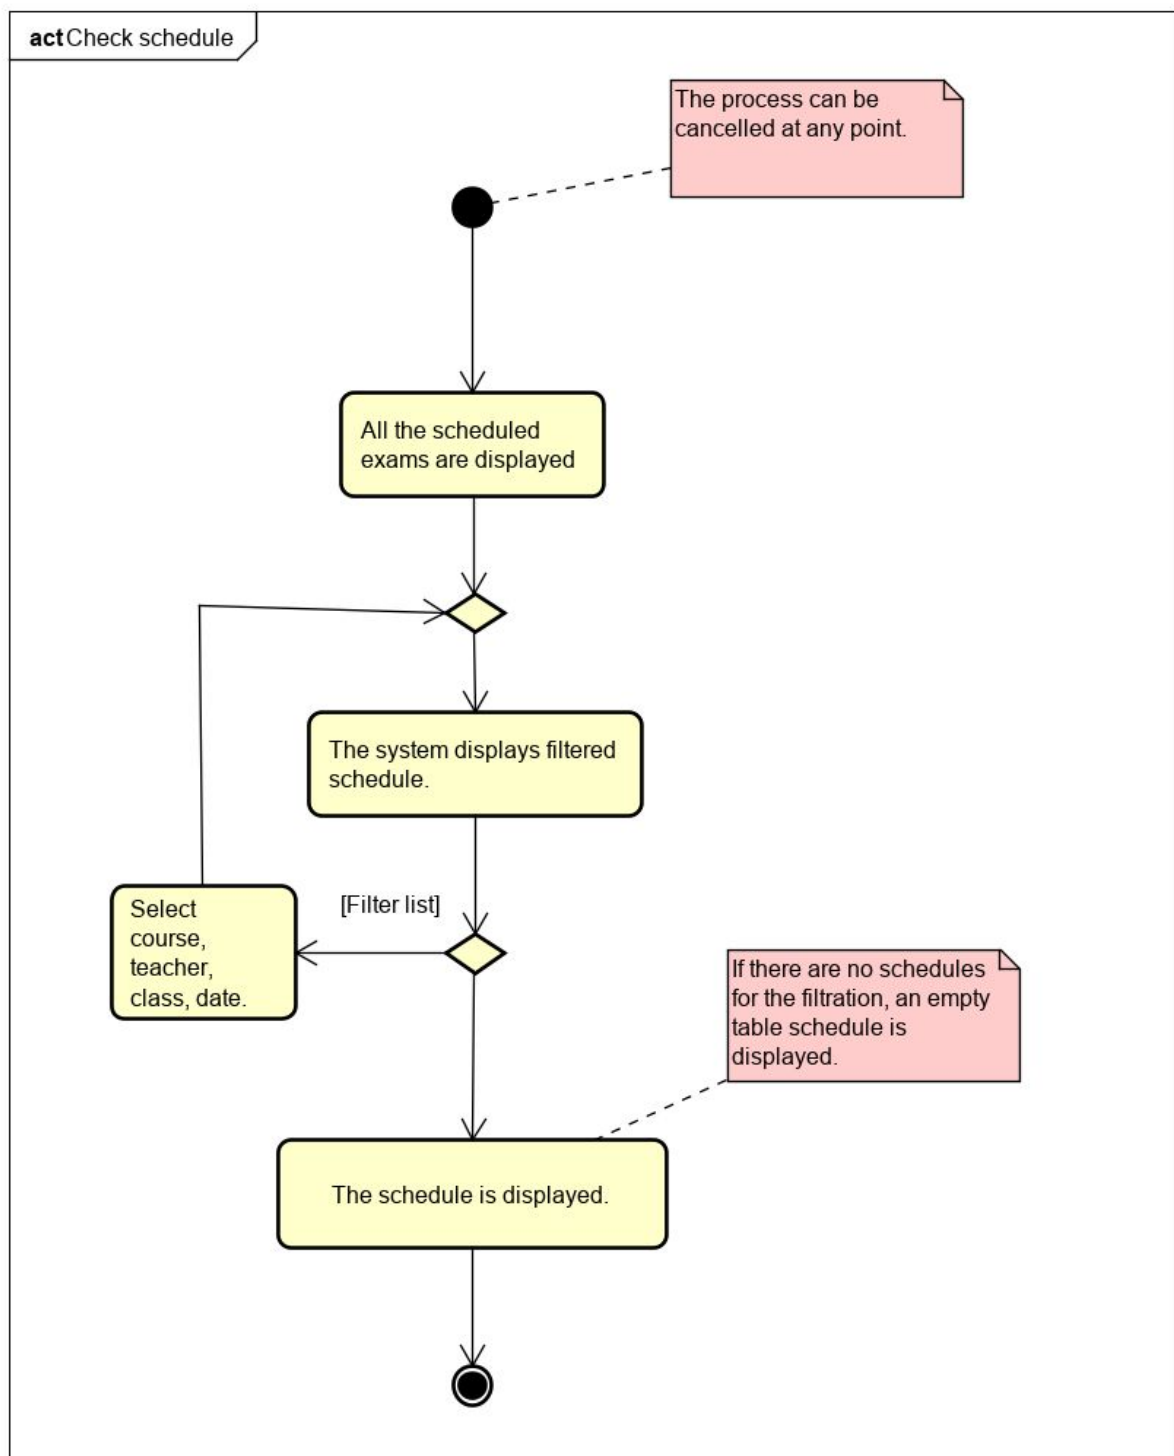 act Check schedule
The process can be
cancelled at any point.
All the scheduled
exams are displayed
The system displays filtered
schedule.
[Filter list]
Select
course,
teacher,
class, date.
If there are no schedules
for the filtration, an empty
table schedule is
displayed.
The schedule is displayed.